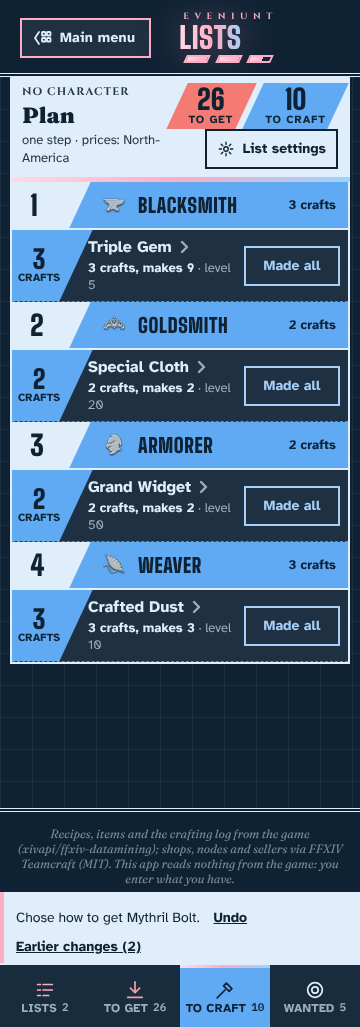 Main menu
EVENIUNT
LISTS
NO CHARACTER
Plan
one step · prices: North-
America
26
TO GET
10
TO CRAFT
List settings
1
BLACKSMITH
3 crafts
3
CRAFTS
Triple Gem
3 crafts, makes 9 · level
5
Made all
2
GOLDSMITH
2 crafts
2
CRAFTS
Special Cloth
2 crafts, makes 2 · level
20
Made all
3
ARMORER
2 crafts
2
CRAFTS
Grand Widget
2 crafts, makes 2 · level
50
Made all
4
WEAVER
3 crafts
3
CRAFTS
Crafted Dust
3 crafts, makes 3 · level
10
Made all
Recipes, items and the crafting log from the game
(xivapi/ffxiv-datamining); shops, nodes and sellers via FFXIV
Teamcraft (MIT). This app reads nothing from the game: you
enter what you have.
Chose how to get Mythril Bolt. Undo
Earlier changes (2)
LISTS 2
TO GET 26
TO CRAFT 10
WANTED 5